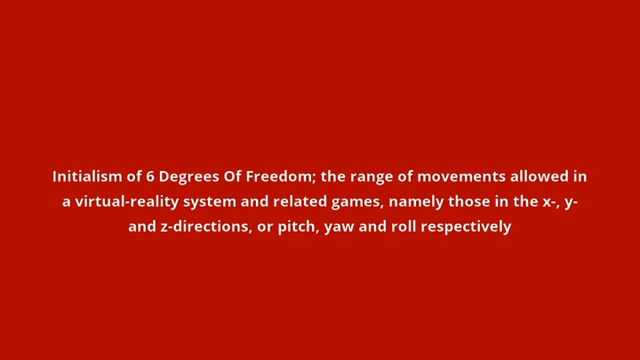 Initialism of 6 Degrees Of Freedom; the range of movements allowed in
a virtual-reality system and related games, namely those in the x-, y-
and z-directions, or pitch, yaw and roll respectively